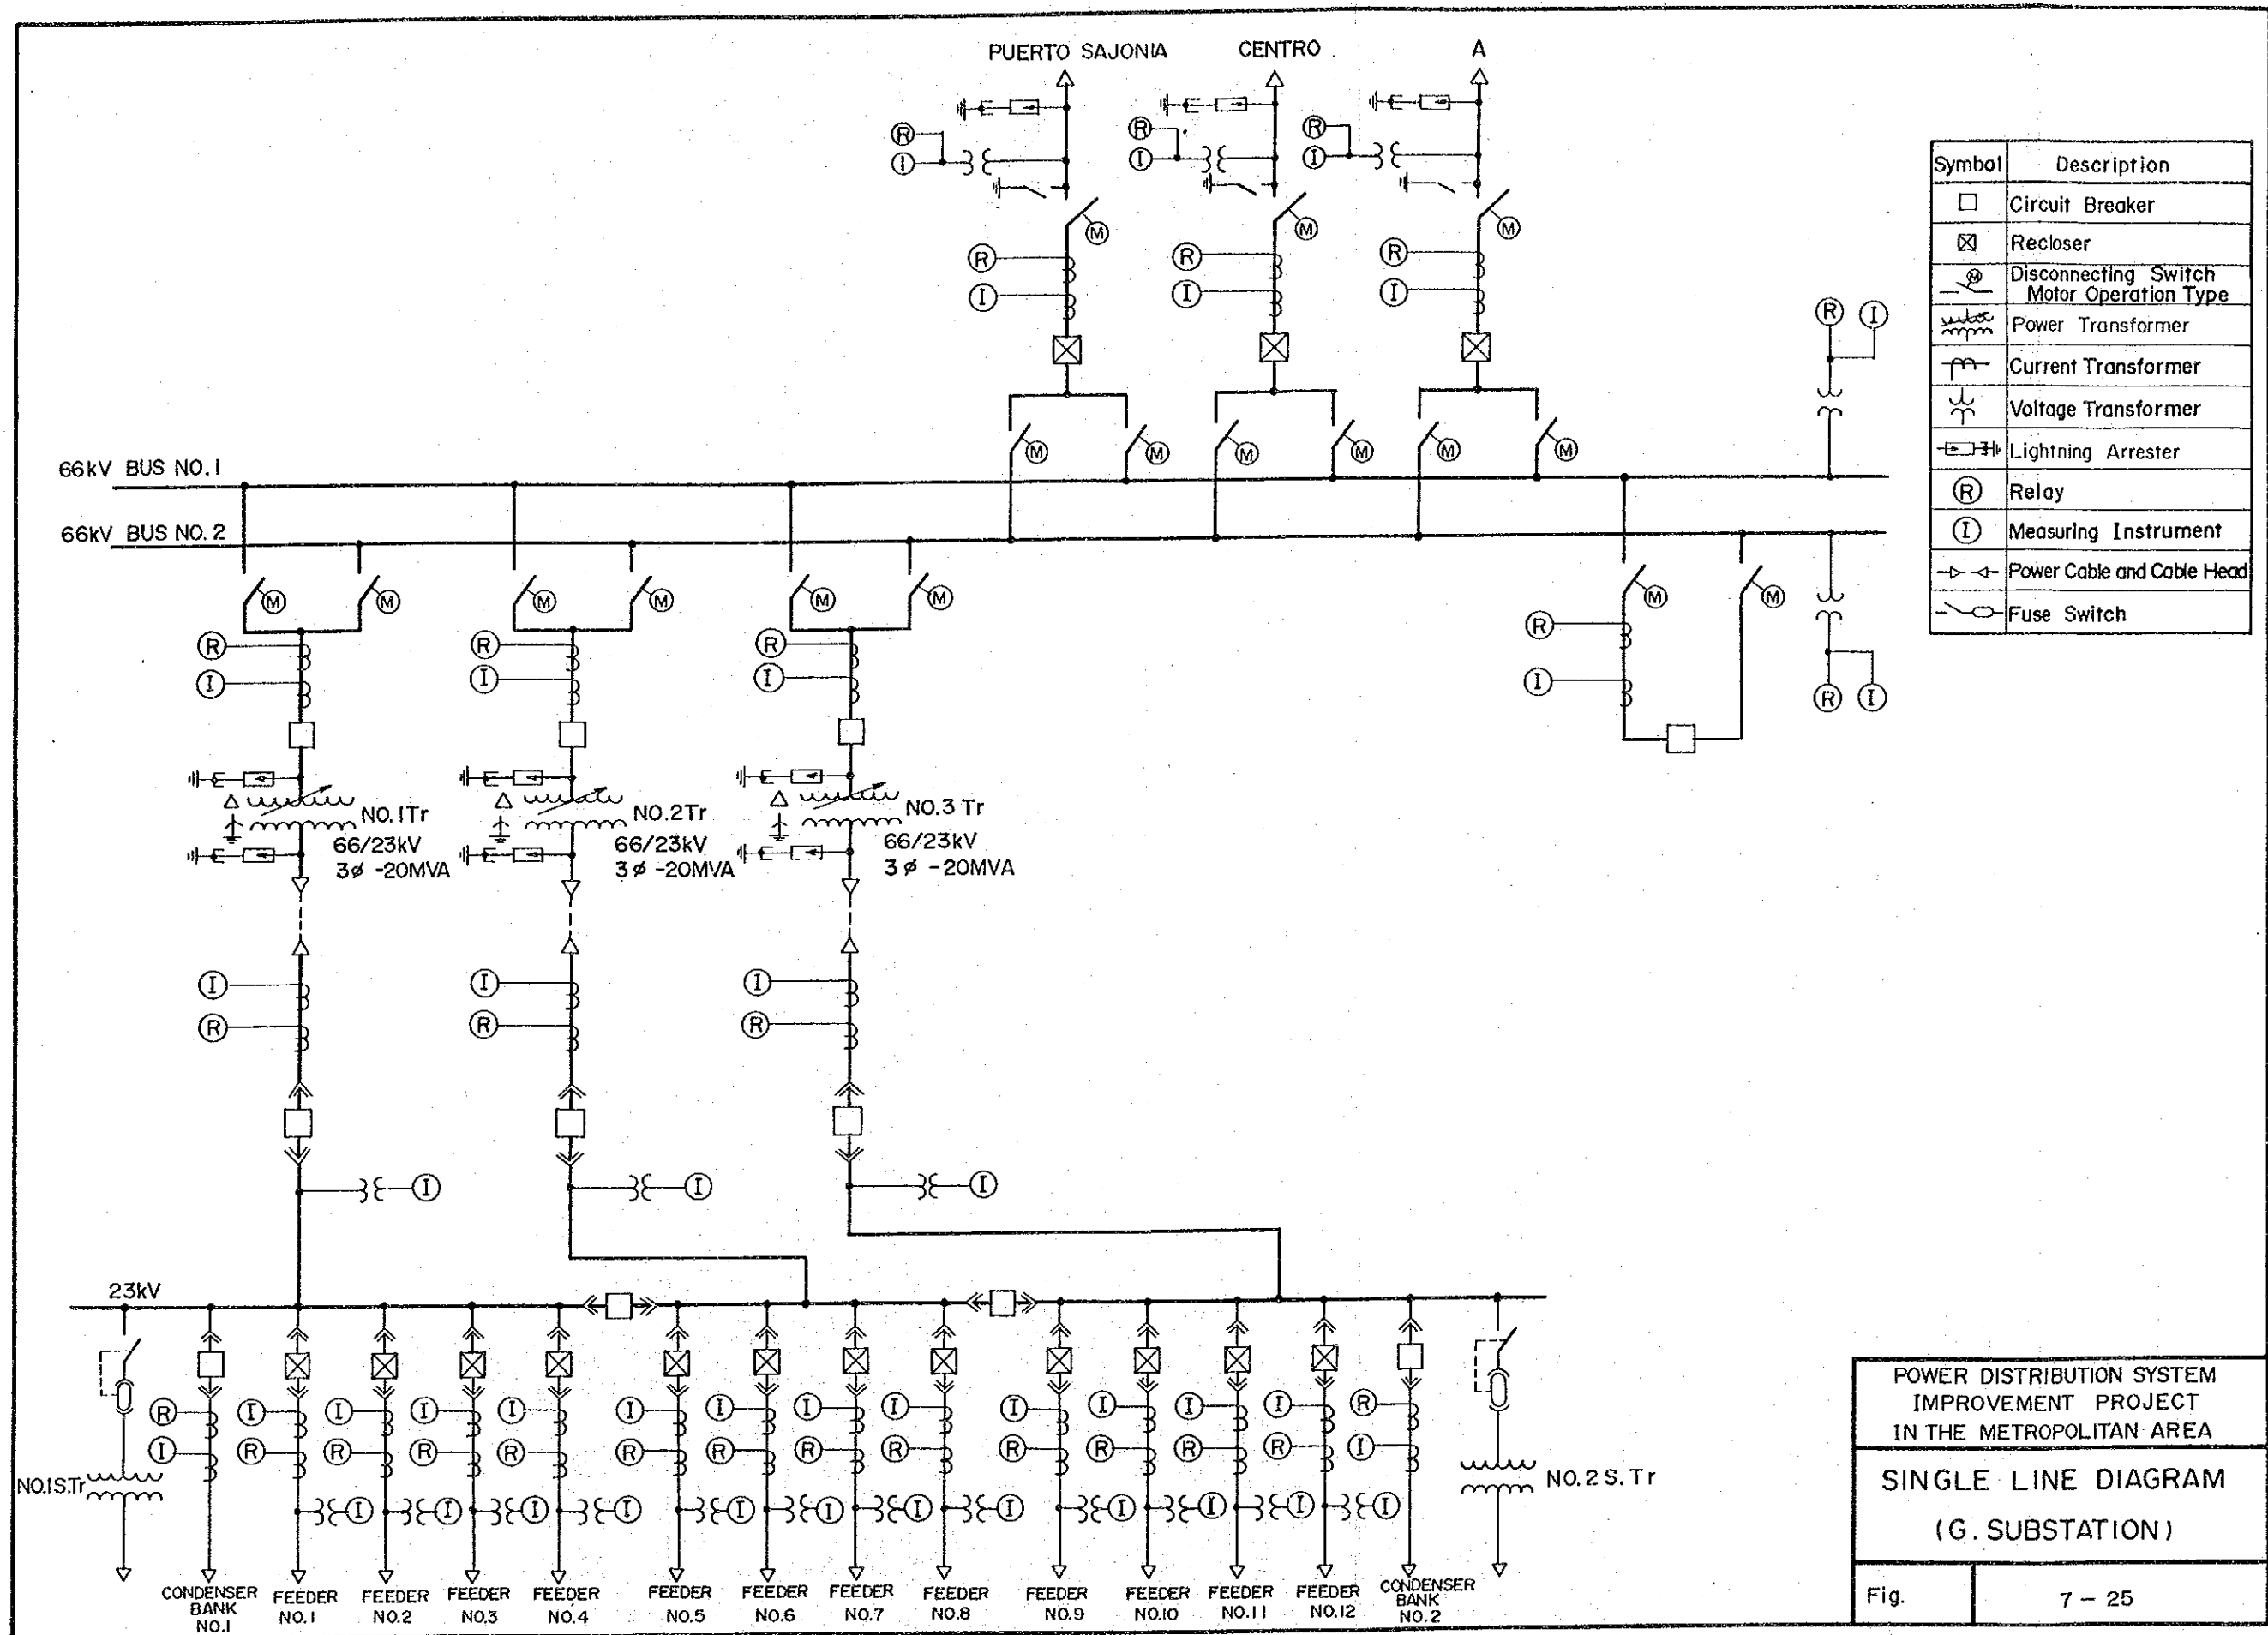 PUERTO SAJONIA
CENTRO
A
R
I
R
I
R
I
M
M
M
R
I
R
I
R
I
M
M
M
M
M
M
R
I
66kV BUS NO.1
66kV BUS NO.2
M
M
M
M
M
M
M
M
R
I
R
I
R
I
R
I
R
I
NO.1Tr
66/23kV
3ø -20MVA
NO.2Tr
66/23kV
3ø -20MVA
NO.3 Tr
66/23kV
3ø -20MVA
I
R
I
R
I
R
I
I
I
23kV
R
I
I
R
I
R
I
R
I
R
I
R
I
R
I
R
I
R
I
R
I
R
I
R
I
R
R
I
NO.1S.Tr
I
I
I
I
I
I
I
I
I
I
I
I
NO.2 S.Tr
CONDENSER
BANK
NO.1
FEEDER
NO.1
FEEDER
NO.2
FEEDER
NO.3
FEEDER
NO.4
FEEDER
NO.5
FEEDER
NO.6
FEEDER
NO.7
FEEDER
NO.8
FEEDER
NO.9
FEEDER
NO.10
FEEDER
NO.11
FEEDER
NO.12
CONDENSER
BANK
NO.2
Symbol Description
Circuit Breaker
Recloser
M Disconnecting Switch
Motor Operation Type
Power Transformer
Current Transformer
Voltage Transformer
Lightning Arrester
R Relay
I Measuring Instrument
Power Cable and Cable Head
Fuse Switch
POWER DISTRIBUTION SYSTEM
IMPROVEMENT PROJECT
IN THE METROPOLITAN AREA
SINGLE LINE DIAGRAM
(G. SUBSTATION)
Fig. 7 - 25